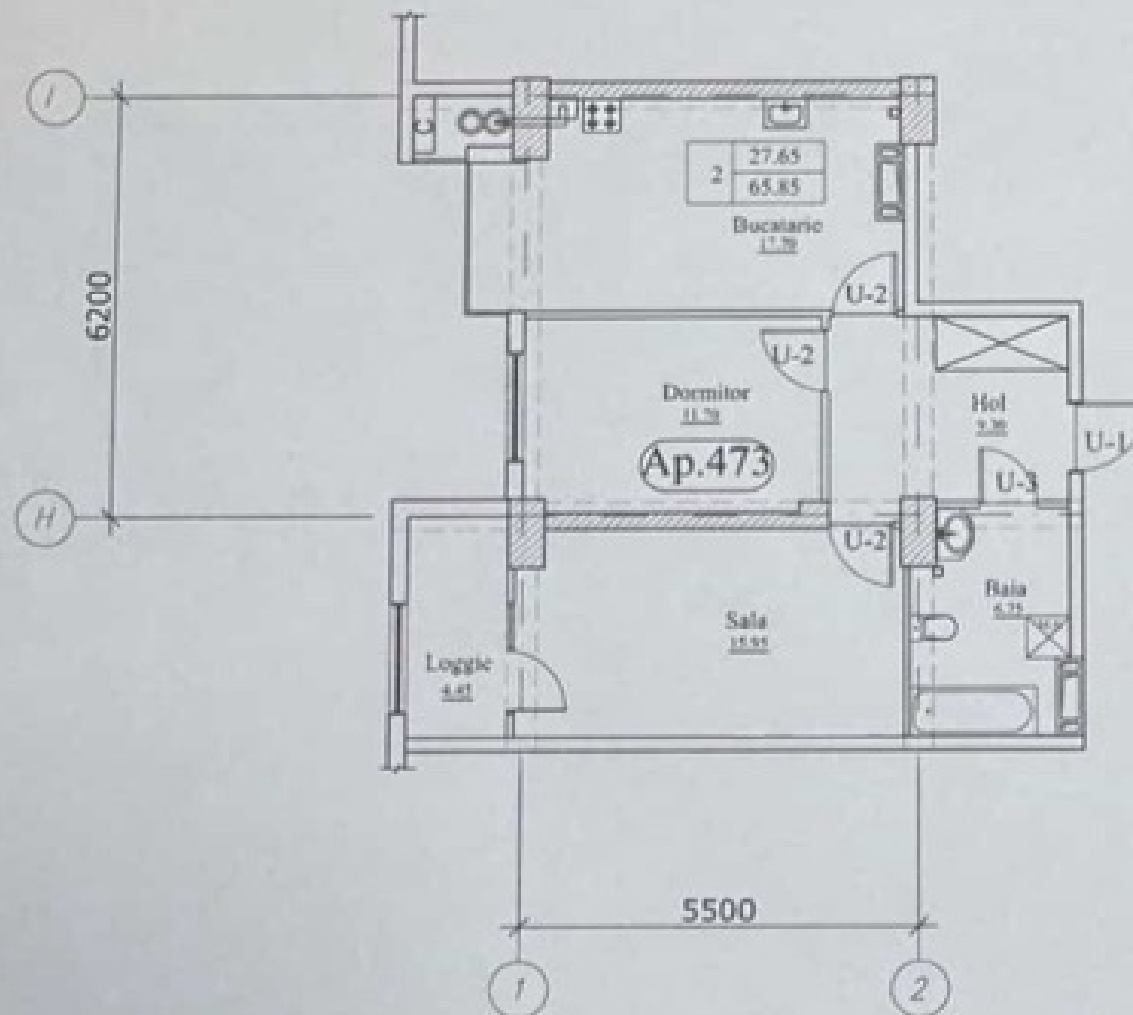 I
C
2
27.65
65.85
Bucatarie
17.70
6200
U-2
U-2
Dormitor
11.70
Hol
9.30
Ap.473
U-1
U-3
H
U-2
Baia
6.75
Sala
15.95
Loggie
4.45
5500
1
2